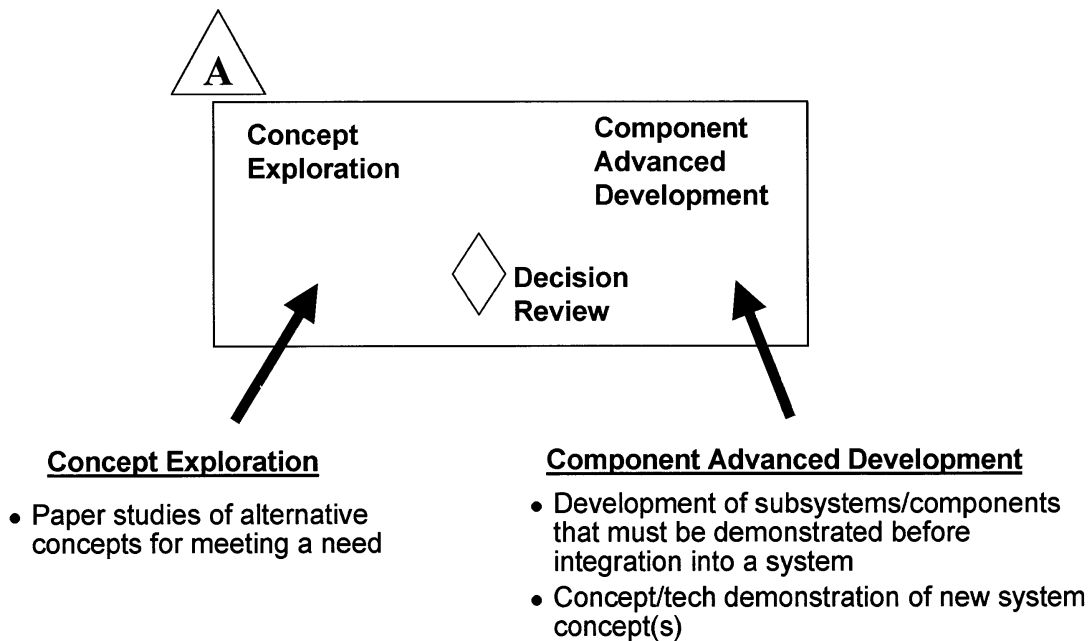 A
Concept
Exploration
Component
Advanced
Development
Decision
Review
Concept Exploration
• Paper studies of alternative
concepts for meeting a need
Component Advanced Development
• Development of subsystems/components
that must be demonstrated before
integration into a system
• Concept/tech demonstration of new system
concept(s)